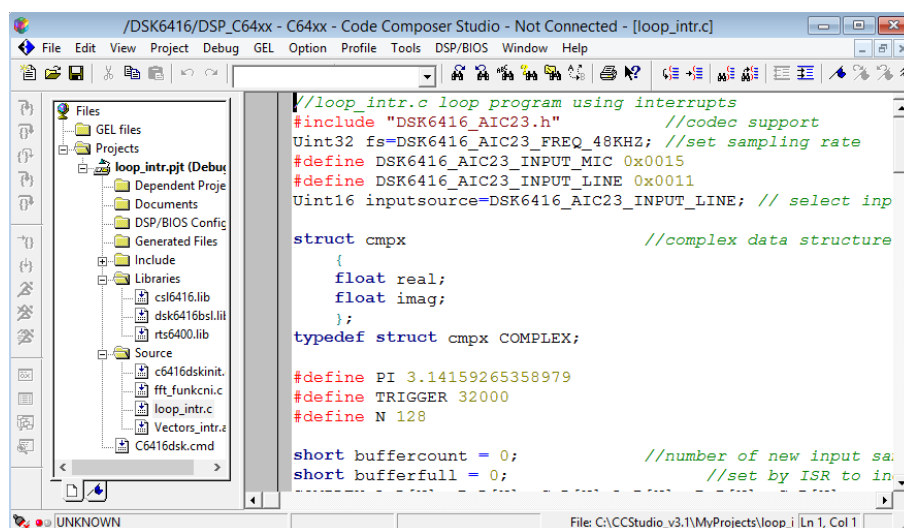 /DSK6416/DSP_C64xx - C64xx - Code Composer Studio - Not Connected - [loop_intr.c]
File Edit View Project Debug GEL Option Profile Tools DSP/BIOS Window Help
Files
GEL files
Projects
loop_intr.pjt (Debug
Dependent Proje
Documents
DSP/BIOS Config
Generated Files
Include
Libraries
csl6416.lib
dsk6416bsl.lib
rts6400.lib
Source
c6416dskinit.
fft_funkcni.c
loop_intr.c
Vectors_intr.a
C6416dsk.cmd
//loop_intr.c loop program using interrupts
#include "DSK6416_AIC23.h" //codec support
Uint32 fs=DSK6416_AIC23_FREQ_48KHZ; //set sampling rate
#define DSK6416_AIC23_INPUT_MIC 0x0015
#define DSK6416_AIC23_INPUT_LINE 0x0011
Uint16 inputsource=DSK6416_AIC23_INPUT_LINE; // select inp
struct cmpx //complex data structure
{
float real;
float imag;
};
typedef struct cmpx COMPLEX;
#define PI 3.14159265358979
#define TRIGGER 32000
#define N 128
short buffercount = 0; //number of new input sa
short bufferfull = 0; //set by ISR to in
UNKNOWN
File: C:\CCStudio_v3.1\MyProjects\loop_i Ln 1, Col 1